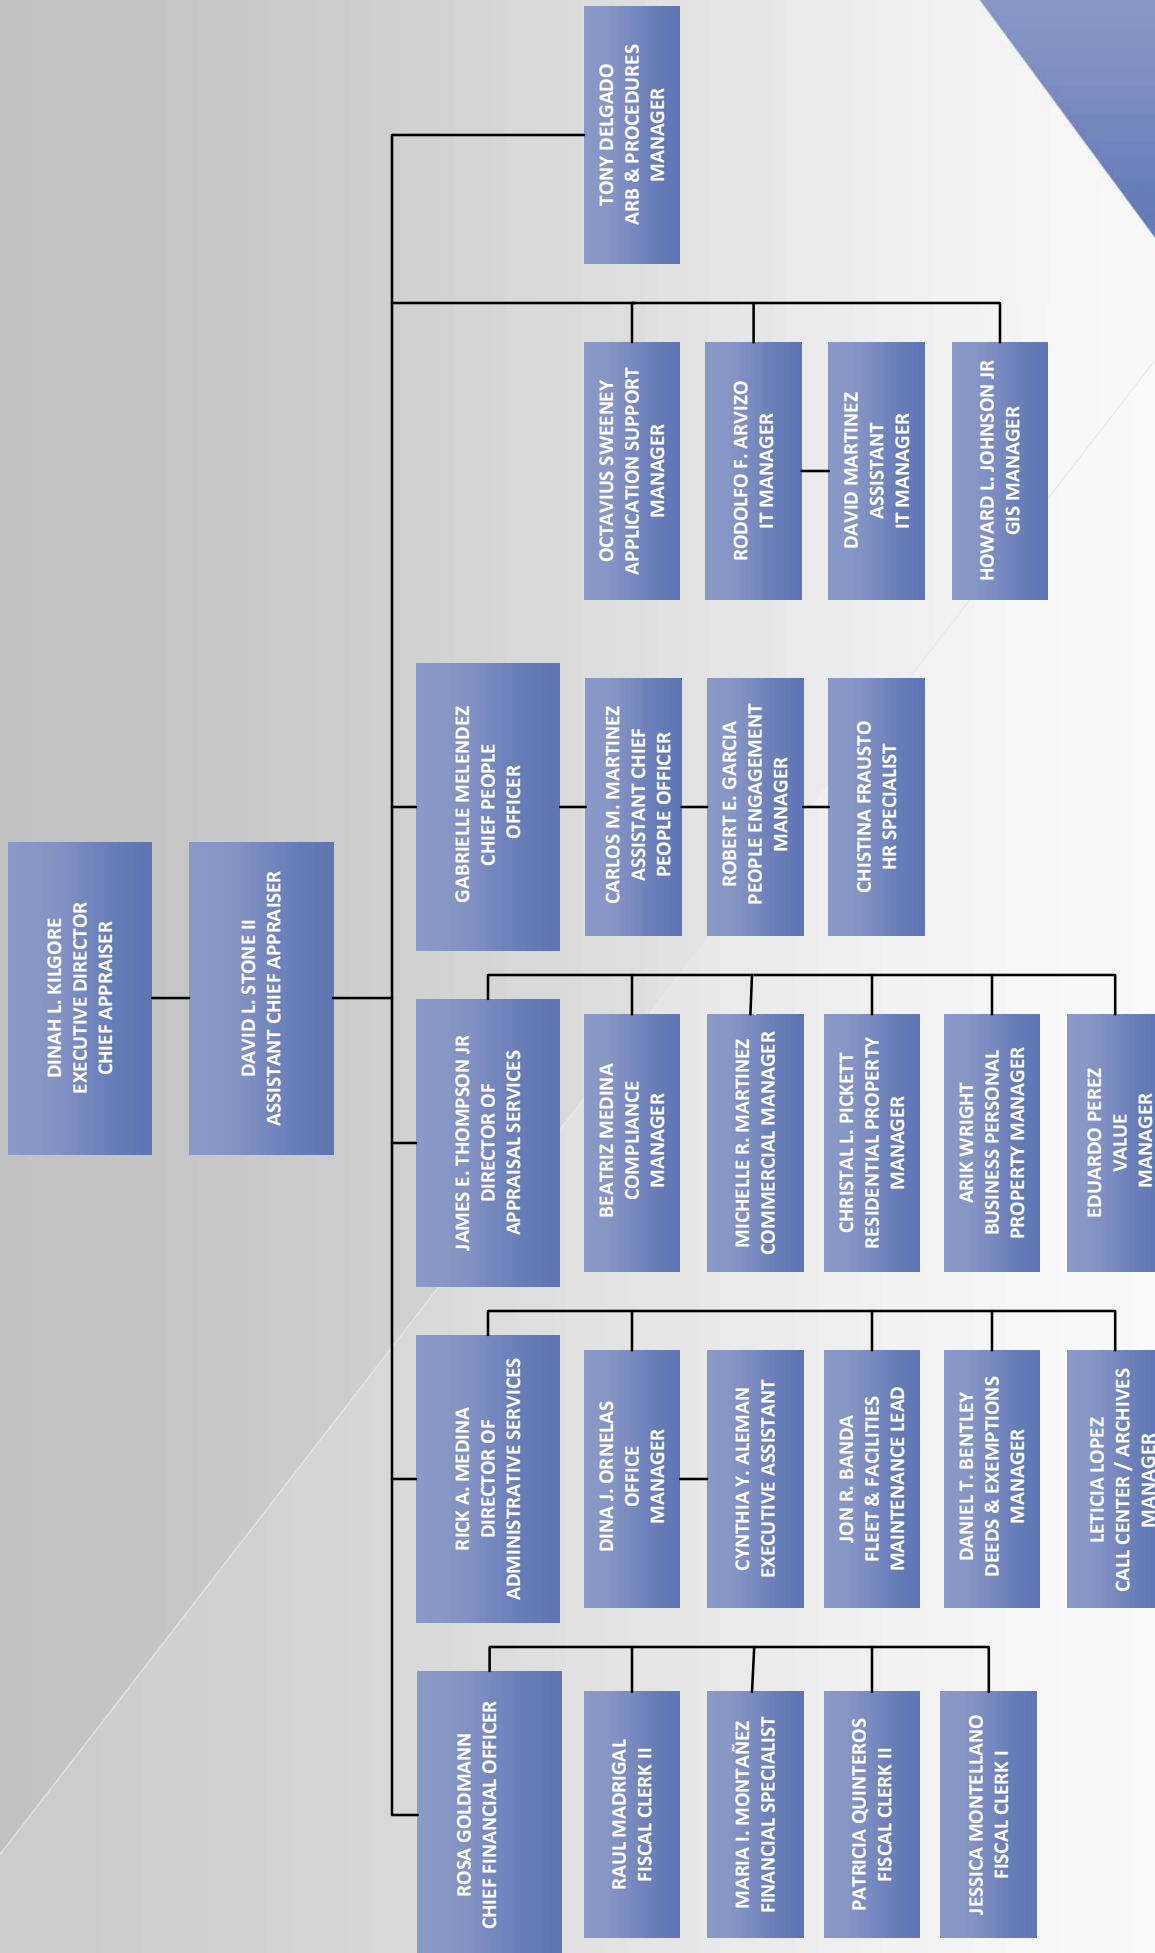 DINAH L. KILGORE
EXECUTIVE DIRECTOR
CHIEF APPRAISER
DAVID L. STONE II
ASSISTANT CHIEF APPRAISER
ROSA GOLDMANN
CHIEF FINANCIAL OFFICER
RAUL MADRIGAL
FISCAL CLERK II
MARIA I. MONTAÑEZ
FINANCIAL SPECIALIST
PATRICIA QUINTEROS
FISCAL CLERK II
JESSICA MONTELLANO
FISCAL CLERK I
RICK A. MEDINA
DIRECTOR OF
ADMINISTRATIVE SERVICES
DINA J. ORNELAS
OFFICE
MANAGER
CYNTHIA Y. ALEMAN
EXECUTIVE ASSISTANT
JON R. BANDA
FLEET & FACILITIES
MAINTENANCE LEAD
DANIEL T. BENTLEY
DEEDS & EXEMPTIONS
MANAGER
LETICIA LOPEZ
CALL CENTER / ARCHIVES
MANAGER
JAMES E. THOMPSON JR
DIRECTOR OF
APPRAISAL SERVICES
BEATRIZ MEDINA
COMPLIANCE
MANAGER
MICHELLE R. MARTINEZ
COMMERCIAL MANAGER
CHRISTAL L. PICKETT
RESIDENTIAL PROPERTY
MANAGER
ARIK WRIGHT
BUSINESS PERSONAL
PROPERTY MANAGER
EDUARDO PEREZ
VALUE
MANAGER
GABRIELLE MELENDEZ
CHIEF PEOPLE
OFFICER
CARLOS M. MARTINEZ
ASSISTANT CHIEF
PEOPLE OFFICER
ROBERT E. GARCIA
PEOPLE ENGAGEMENT
MANAGER
CHISTINA FRAUSTO
HR SPECIALIST
OCTAVIUS SWEENEY
APPLICATION SUPPORT
MANAGER
RODOLFO F. ARVIZO
IT MANAGER
DAVID MARTINEZ
ASSISTANT
IT MANAGER
HOWARD L. JOHNSON JR
GIS MANAGER
TONY DELGADO
ARB & PROCEDURES
MANAGER